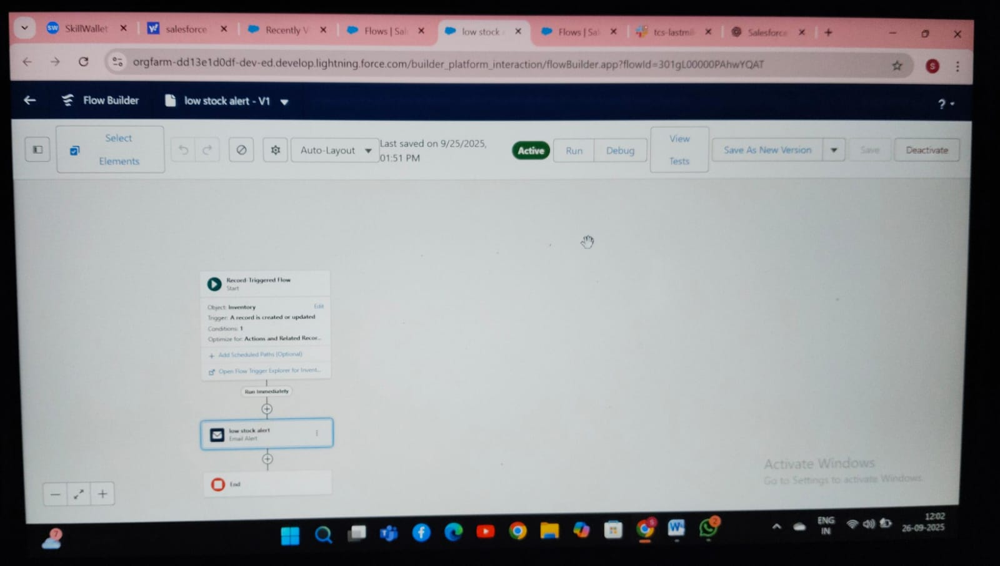 SkillWallet
salesforce
Recently V
Flows | Sal
low stock
Flows | Sal
tcs-lastmil
Salesforce
orgfarm-dd13e1d0df-dev-ed.develop.lightning.force.com/builder_platform_interaction/flowBuilder.app?flowId=301gL00000PAhwYQAT
S
Flow Builder
low stock alert - V1
?
Select
Elements
Auto-Layout
Last saved on 9/25/2025,
01:51 PM
Active
Run
Debug
View
Tests
Save As New Version
Save
Deactivate
Record-Triggered Flow
Start
Object: Inventory
Edit
Trigger: A record is created or updated
Conditions: 1
Optimize for: Actions and Related Recor...
+ Add Scheduled Paths (Optional)
Open Flow Trigger Explorer for Invent...
Run Immediately
low stock alert
Email Alert
End
Activate Windows
Go to Settings to activate Windows.
7
2
ENG
IN
12:02
26-09-2025